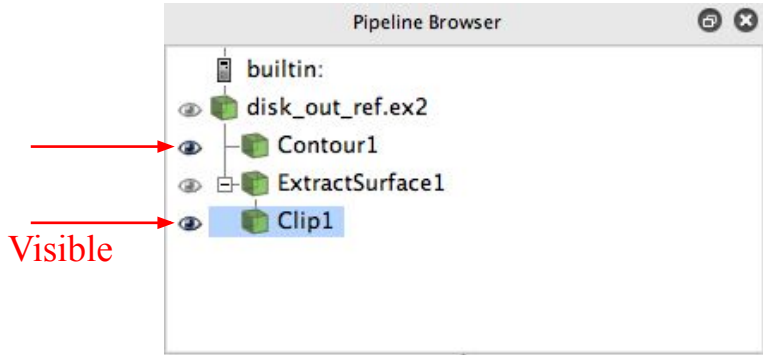 Pipeline Browser
builtin:
disk_out_ref.ex2
Contour1
ExtractSurface1
Clip1
Visible